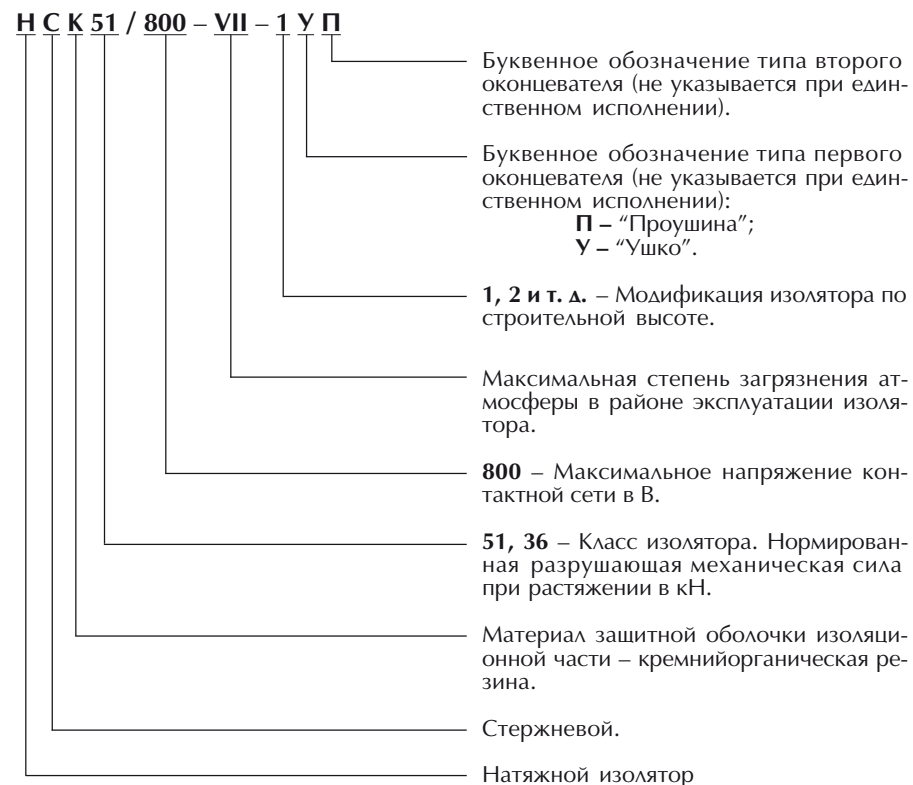 Н С К 51 / 800 – VII – 1 У П
Буквенное обозначение типа второго
оконцевателя (не указывается при един-
ственном исполнении).
Буквенное обозначение типа первого
оконцевателя (не указывается при един-
ственном исполнении):
П – “Проушина”;
У – “Ушко”.
1, 2 и т. д. – Модификация изолятора по
строительной высоте.
Максимальная степень загрязнения ат-
мосферы в районе эксплуатации изоля-
тора.
800 – Максимальное напряжение кон-
тактной сети в В.
51, 36 – Класс изолятора. Нормирован-
ная разрушающая механическая сила
при растяжении в кН.
Материал защитной оболочки изоляци-
онной части – кремнийорганическая ре-
зина.
Стержневой.
Натяжной изолятор